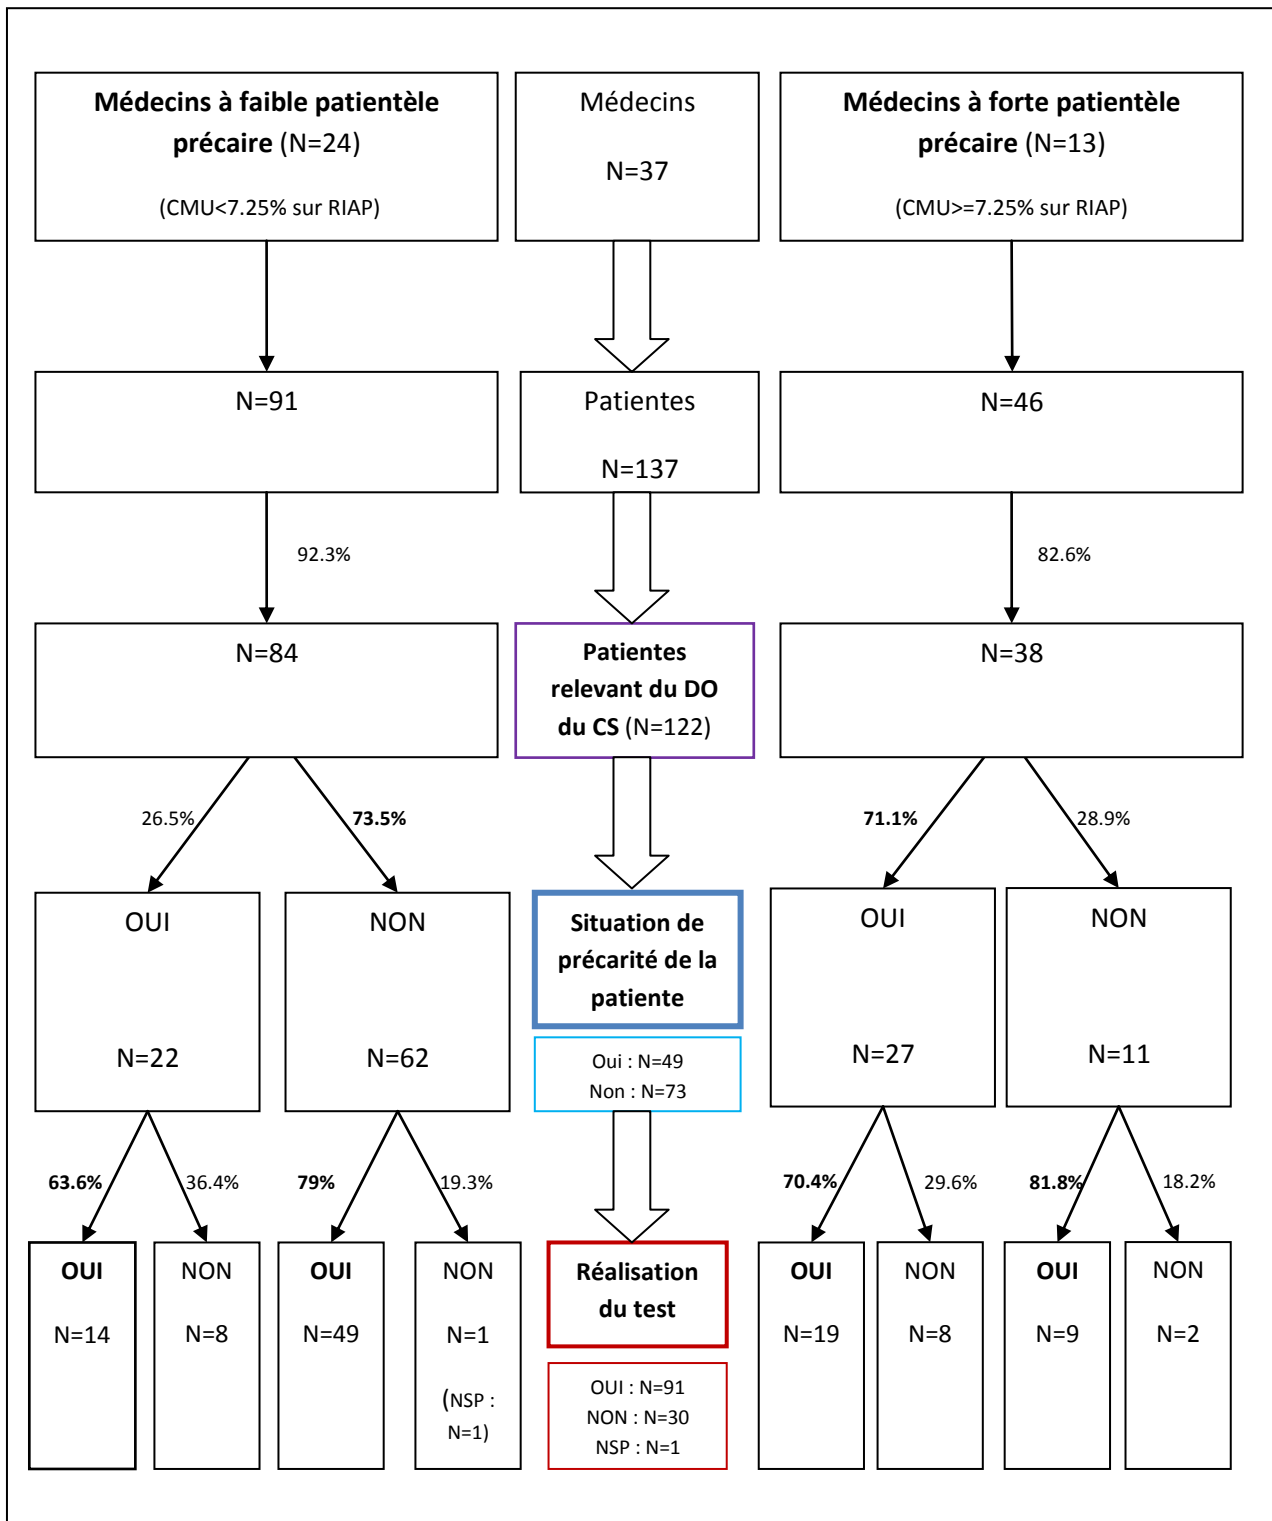 Médecins à faible patientèle
précaire (N=24)
(CMU<7.25% sur RIAP)
Médecins
N=37
Médecins à forte patientèle
précaire (N=13)
(CMU>=7.25% sur RIAP)
N=91
Patientes
N=137
N=46
92.3%
82.6%
N=84
Patientes
relevant du DO
du CS (N=122)
N=38
26.5%
73.5%
71.1%
28.9%
OUI
N=22
NON
N=62
Situation de
précarité de la
patiente
Oui : N=49
Non : N=73
OUI
N=27
NON
N=11
63.6%
36.4%
79%
19.3%
70.4%
29.6%
81.8%
18.2%
OUI
N=14
NON
N=8
OUI
N=49
NON
N=1
(NSP :
N=1)
Réalisation
du test
OUI : N=91
NON : N=30
NSP : N=1
OUI
N=19
NON
N=8
OUI
N=9
NON
N=2